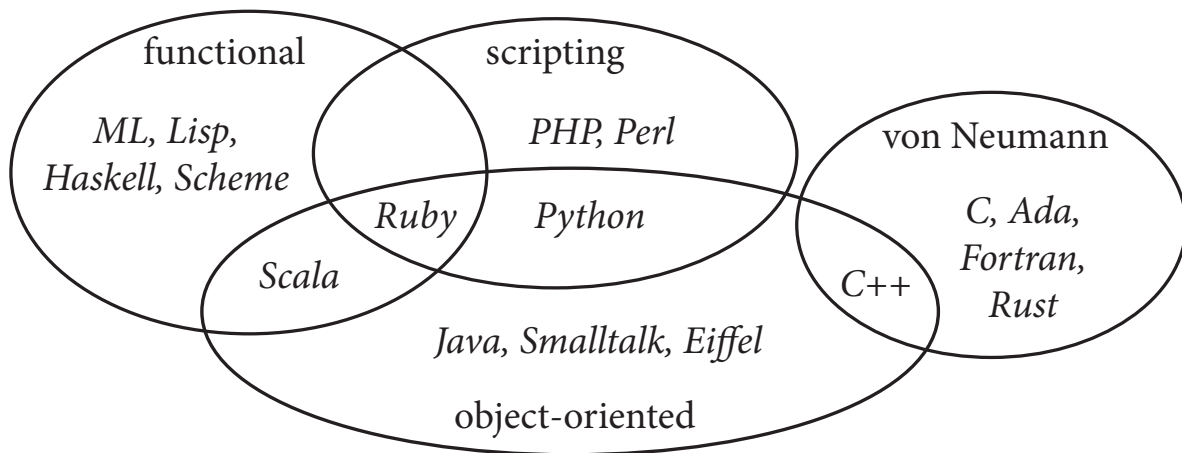 functional
scripting
ML, Lisp,
Haskell, Scheme
PHP, Perl
von Neumann
Ruby
Python
C, Ada,
Fortran,
Rust
Scala
C++
Java, Smalltalk, Eiffel
object-oriented